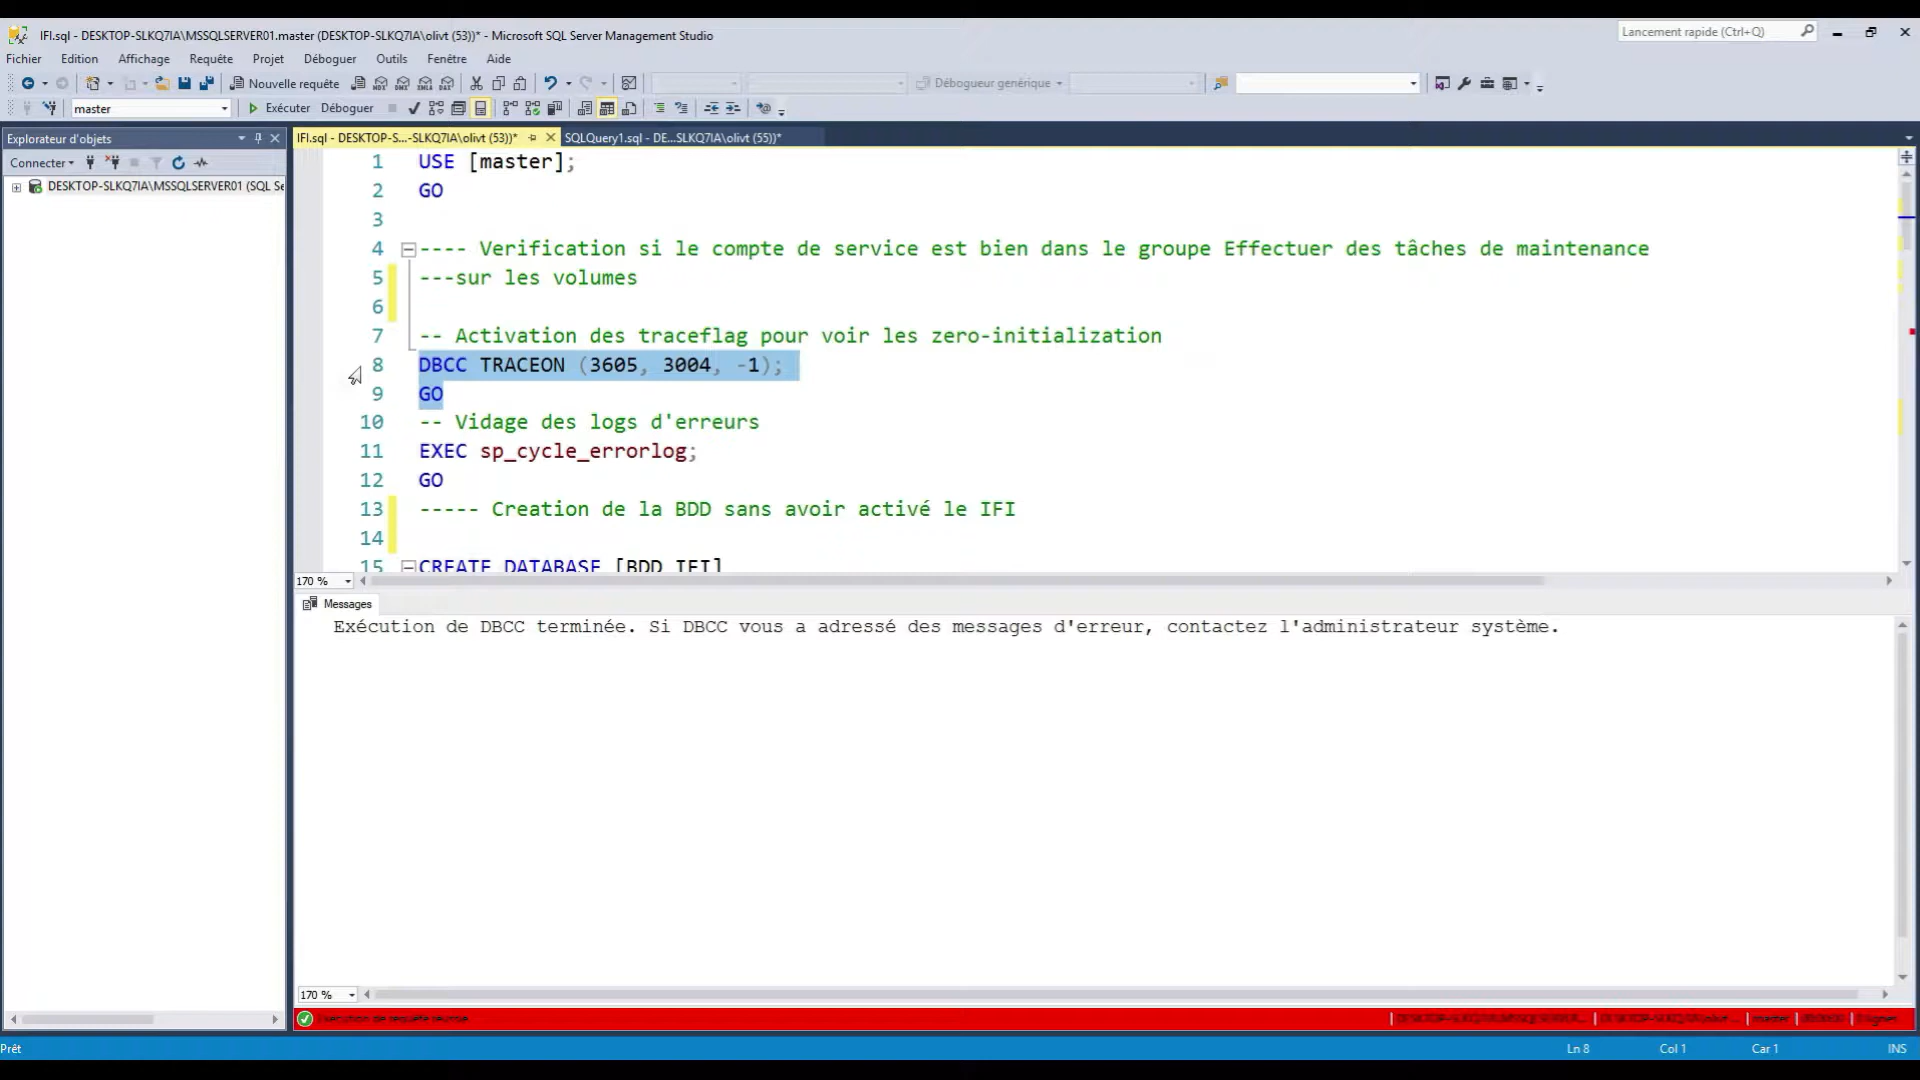 IFI.sql - DESKTOP-SLKQ7IA\MSSQLSERVER01.master (DESKTOP-SLKQ7IA\olivt (53))* - Microsoft SQL Server Management Studio
Lancement rapide (Ctrl+Q)
Fichier Edition Affichage Requête Projet Déboguer Outils Fenêtre Aide
Nouvelle requête
Débogueur générique
master
Exécuter Déboguer
Explorateur d'objets
IFI.sql - DESKTOP-S...-SLKQ7IA\olivt (53))*
SQLQuery1.sql - DE...SLKQ7IA\olivt (55))*
Connecter
DESKTOP-SLKQ7IA\MSSQLSERVER01 (SQL Se
1 USE [master];
2 GO
3
4 ---- Verification si le compte de service est bien dans le groupe Effectuer des tâches de maintenance
5 ---sur les volumes
6
7 -- Activation des traceflag pour voir les zero-initialization
8 DBCC TRACEON (3605, 3004, -1);
9 GO
10 -- Vidage des logs d'erreurs
11 EXEC sp_cycle_errorlog;
12 GO
13 ----- Creation de la BDD sans avoir activé le IFI
14
15 CREATE DATABASE [BDD_IFI]
170 %
Messages
Exécution de DBCC terminée. Si DBCC vous a adressé des messages d'erreur, contactez l'administrateur système.
170 %
master
Prêt
Ln 8 Col 1 Car 1 INS